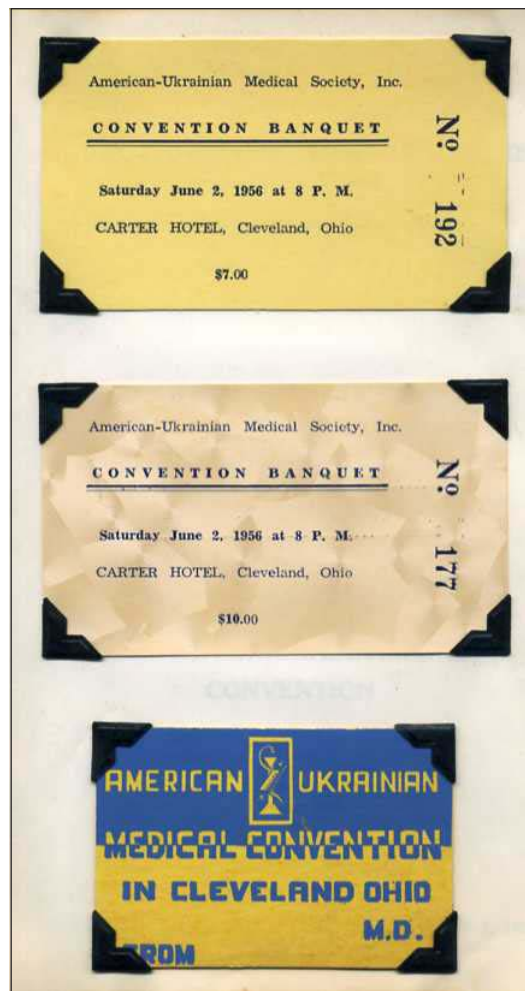 American-Ukrainian Medical Society, Inc.
CONVENTION BANQUET
Saturday June 2, 1956 at 8 P. M.
CARTER HOTEL, Cleveland, Ohio
$7.00
No. 192
American-Ukrainian Medical Society, Inc.
CONVENTION BANQUET
Saturday June 2, 1956 at 8 P. M.
CARTER HOTEL, Cleveland, Ohio
$10.00
No. 177
CONVENTION
AMERICAN UKRAINIAN
MEDICAL CONVENTION
IN CLEVELAND OHIO
M.D.
FROM